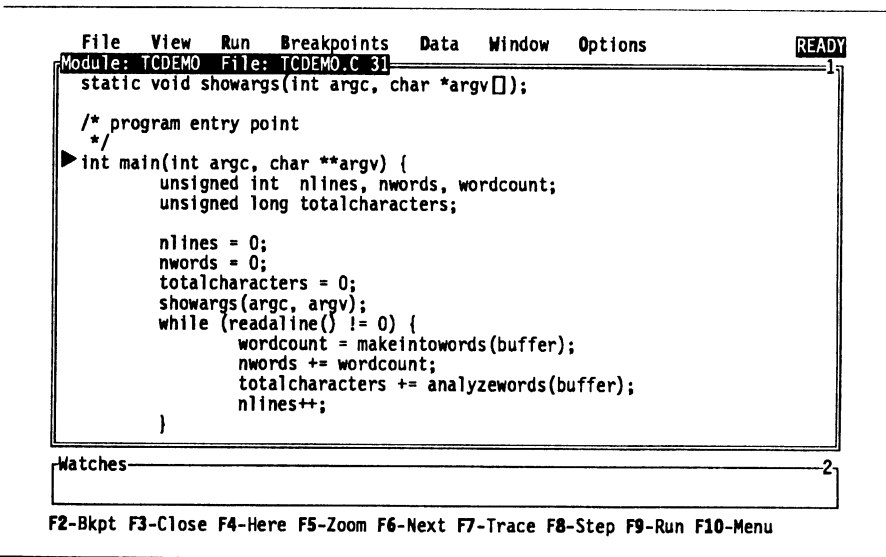 File View Run Breakpoints Data Window Options READY
Module: TCDEMO File: TCDEMO.C 31 1
static void showargs(int argc, char *argv[]);
/* program entry point
*/
►int main(int argc, char **argv) {
unsigned int nlines, nwords, wordcount;
unsigned long totalcharacters;
nlines = 0;
nwords = 0;
totalcharacters = 0;
showargs(argc, argv);
while (readaline() != 0) {
wordcount = makeintowords(buffer);
nwords += wordcount;
totalcharacters += analyzewords(buffer);
nlines++;
}
Watches 2
F2-Bkpt F3-Close F4-Here F5-Zoom F6-Next F7-Trace F8-Step F9-Run F10-Menu